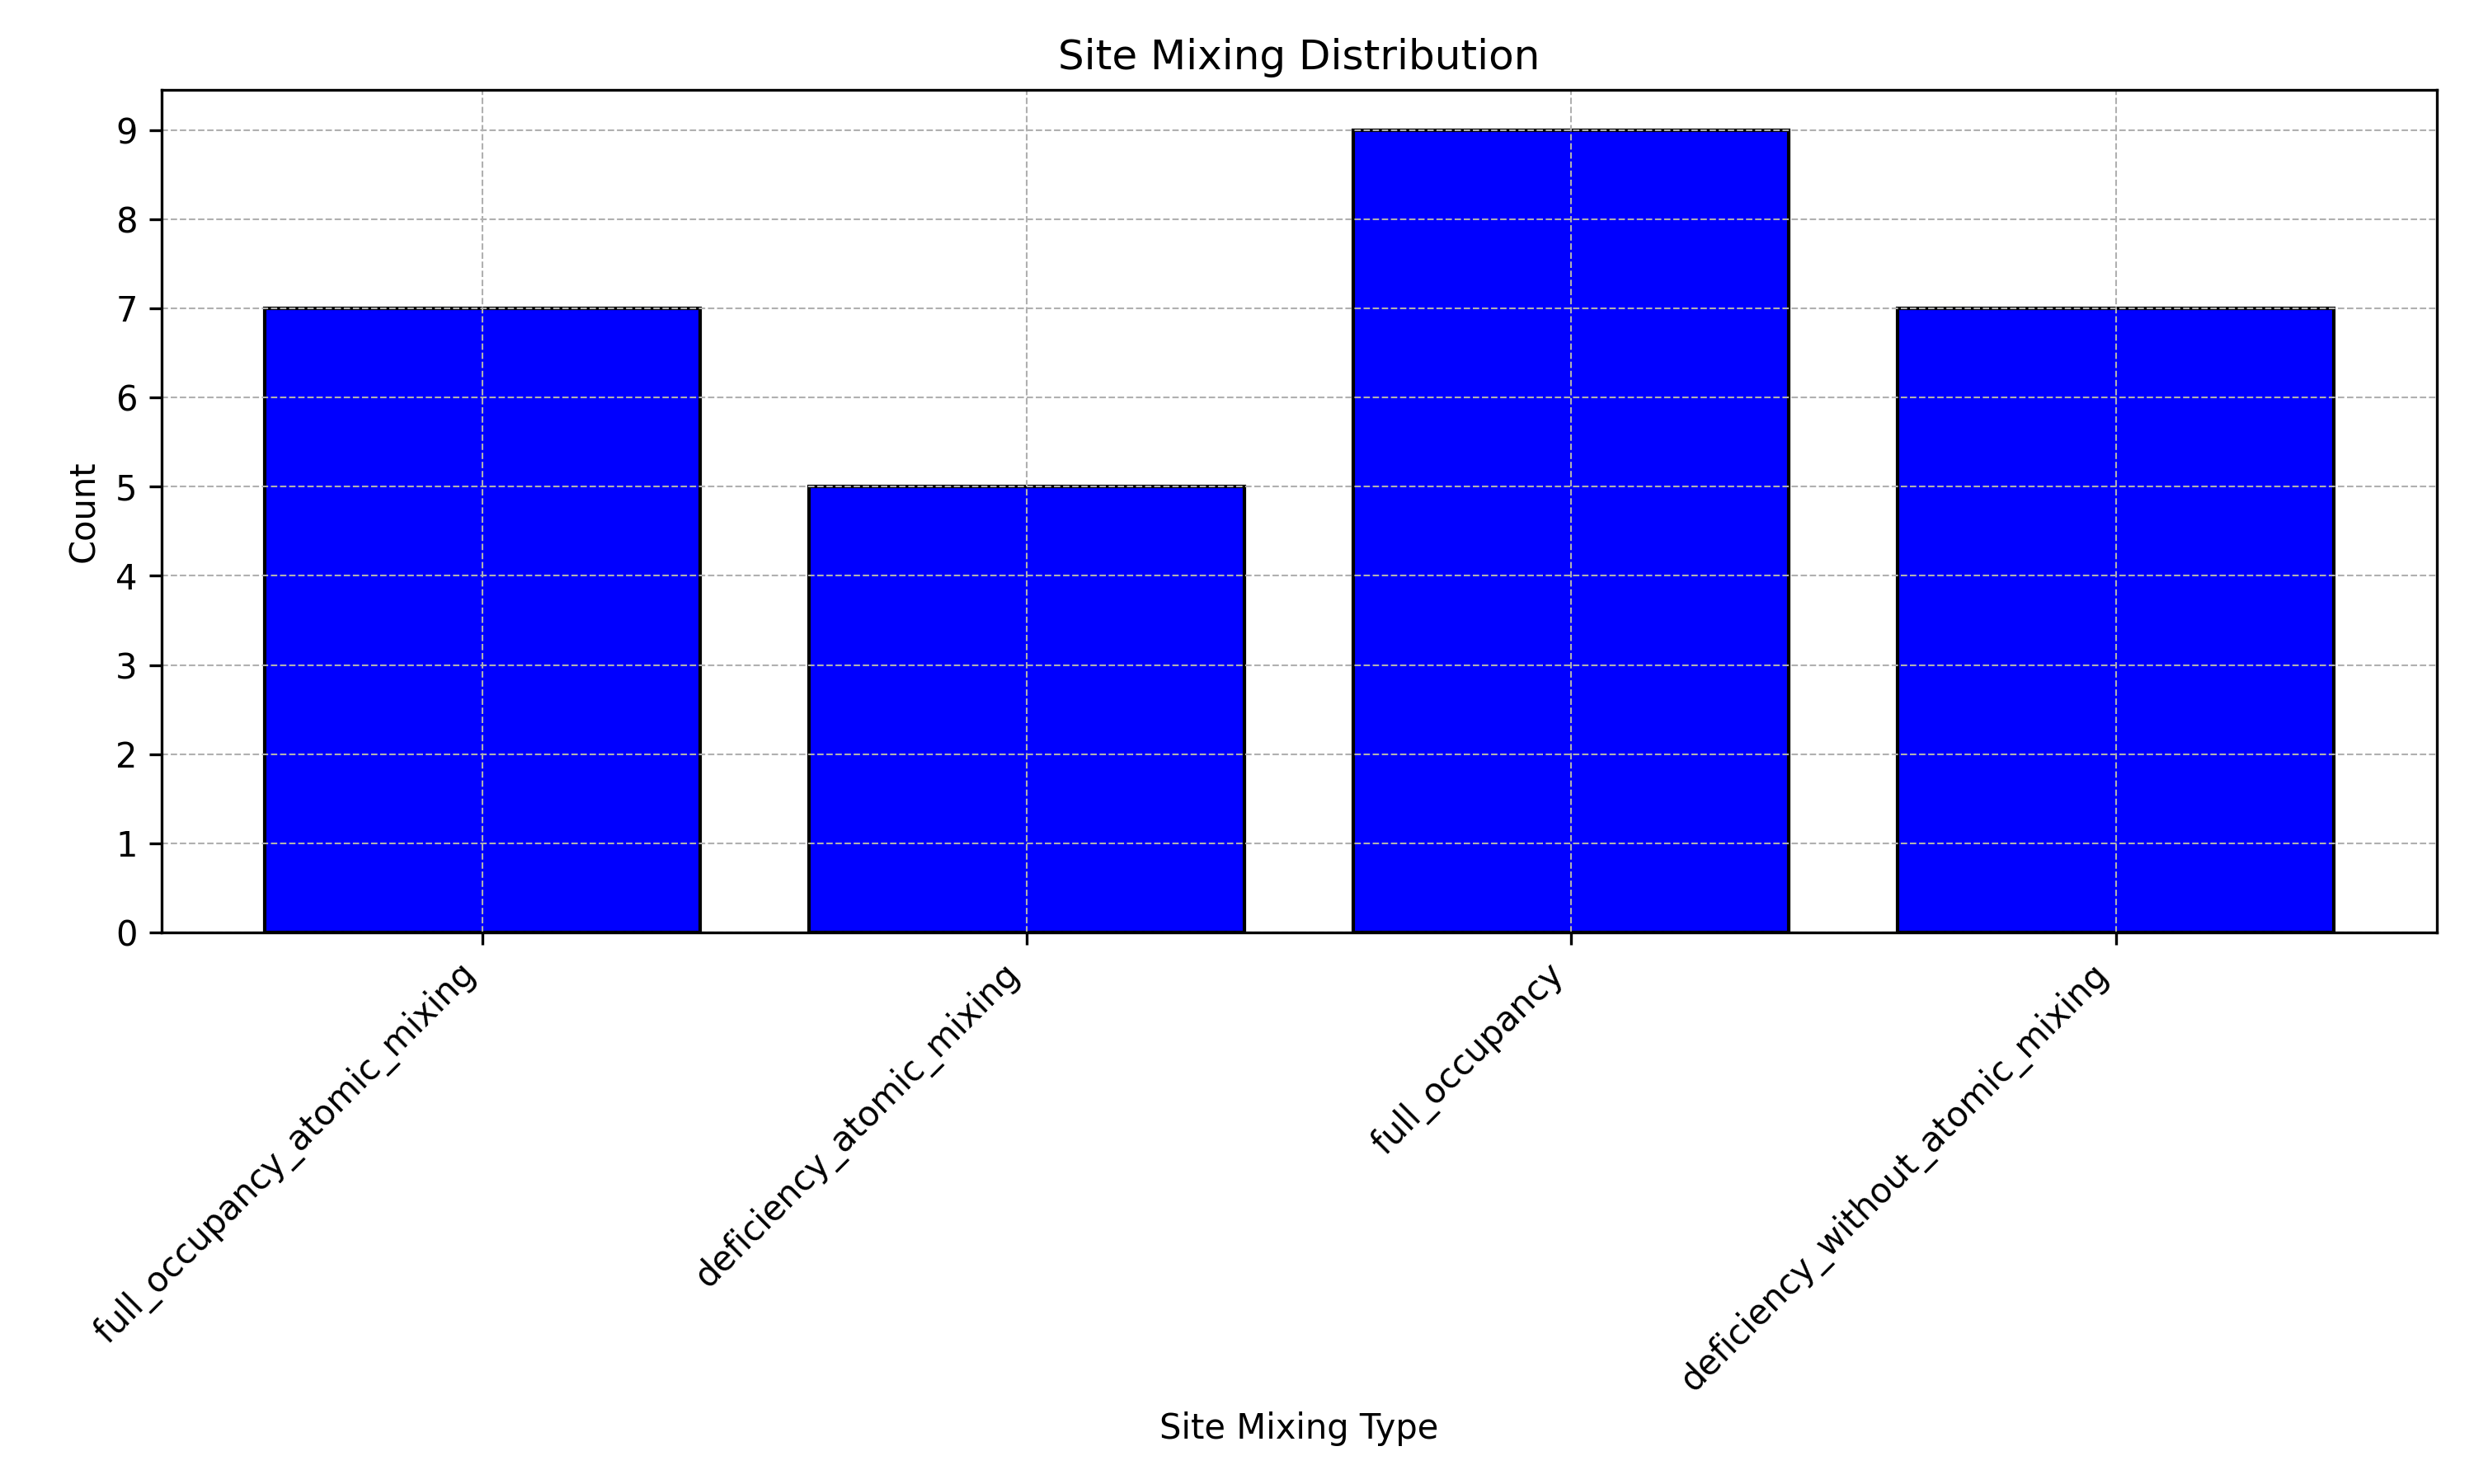 Site Mixing Distribution
Count
9
8
7
6
5
4
3
2
1
0
full_occupancy_atomic_mixing
deficiency_atomic_mixing
full_occupancy
deficiency_without_atomic_mixing
Site Mixing Type